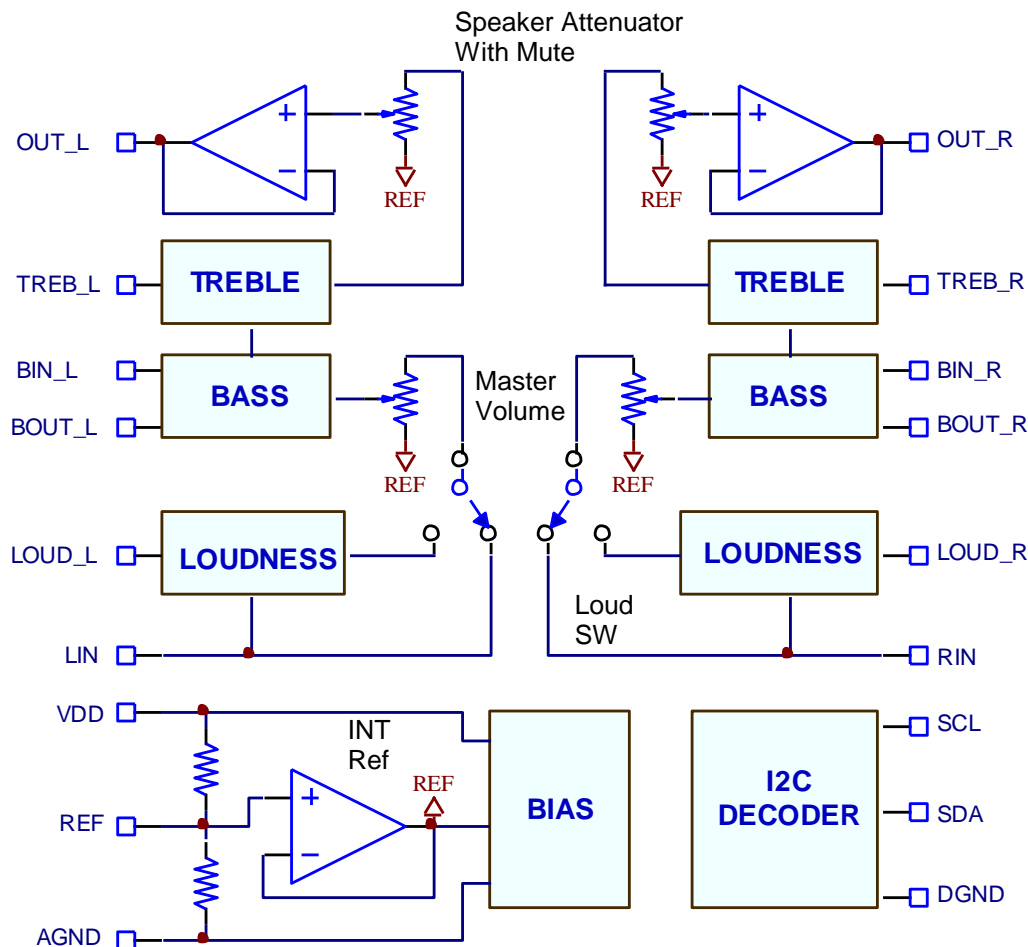 Speaker Attenuator
With Mute
OUT_L
+
−
REF
REF
+
−
OUT_R
TREB_L
TREBLE
TREBLE
TREB_R
BIN_L
BASS
BOUT_L
Master
Volume
REF
REF
BASS
BIN_R
BOUT_R
LOUD_L
LOUDNESS
LOUDNESS
LOUD_R
Loud
SW
LIN
RIN
VDD
INT
Ref
REF
REF
+
−
BIAS
I2C
DECODER
SCL
SDA
DGND
AGND